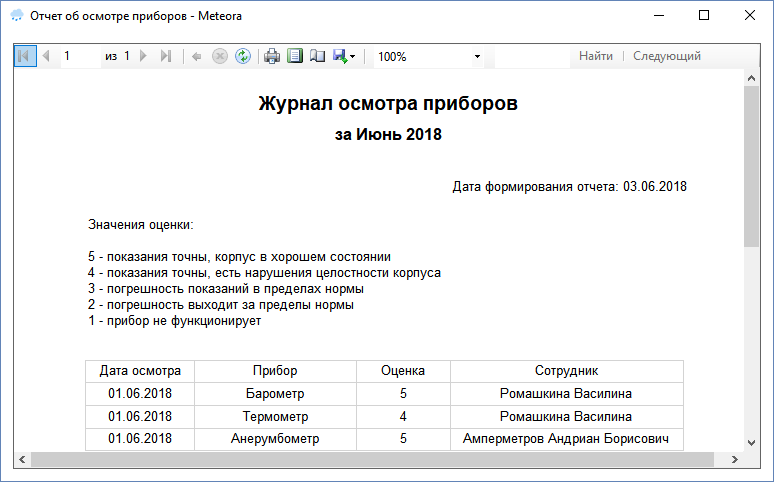 Отчет об осмотре приборов - Meteora
1 из 1 100% Найти Следующий
Журнал осмотра приборов
за Июнь 2018
Дата формирования отчета: 03.06.2018
Значения оценки:
5 - показания точны, корпус в хорошем состоянии
4 - показания точны, есть нарушения целостности корпуса
3 - погрешность показаний в пределах нормы
2 - погрешность выходит за пределы нормы
1 - прибор не функционирует
Дата осмотра Прибор Оценка Сотрудник
01.06.2018 Барометр 5 Ромашкина Василина
01.06.2018 Термометр 4 Ромашкина Василина
01.06.2018 Анерумбометр 5 Амперметров Андриан Борисович